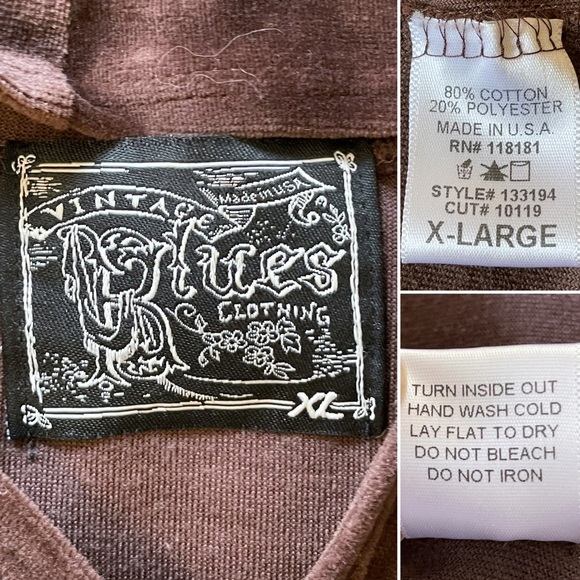 VINTAGE
Made in USA
Blues
CLOTHING
XL
80% COTTON
20% POLYESTER
MADE IN U.S.A.
RN# 118181
STYLE# 133194
CUT# 10119
X-LARGE
TURN INSIDE OUT
HAND WASH COLD
LAY FLAT TO DRY
DO NOT BLEACH
DO NOT IRON